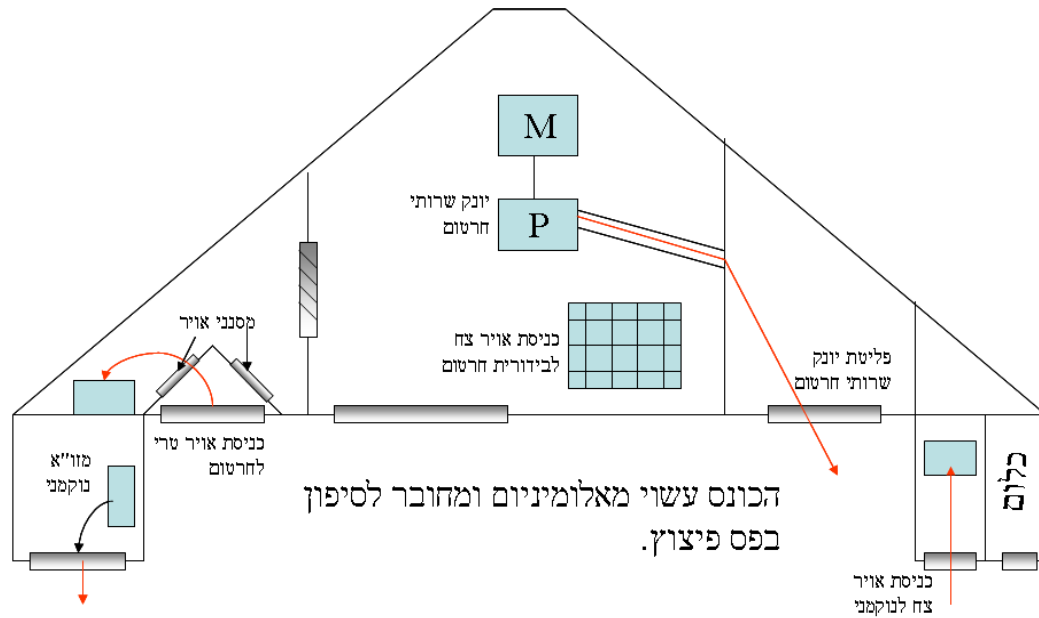 M
יונק שרותי
חרטום
P
מסנני אויר
כניסת אויר צח
לבידורית חרטום
פליטת יונק
שרותי חרטום
כניסת אויר טרי
לחרטום
מזו"א
נוקמני
הכונס עשוי מאלומיניום ומחובר לסיפון
בפס פיצוץ.
כלום
כניסת אויר
צח לנוקמני